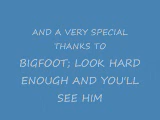 AND A VERY SPECIAL
THANKS TO
BIGFOOT; LOOK HARD
ENOUGH AND YOU'LL
SEE HIM